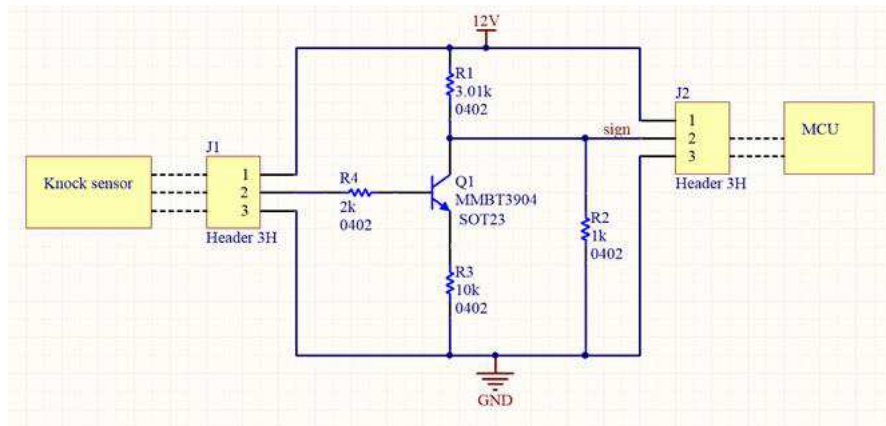 12V
R1
3.01k
0402
J2
1
2
3
Header 3H
MCU
sign
J1
1
2
3
Header 3H
Knock sensor
R4
2k
0402
Q1
MMBT3904
SOT23
R2
1k
0402
R3
10k
0402
GND